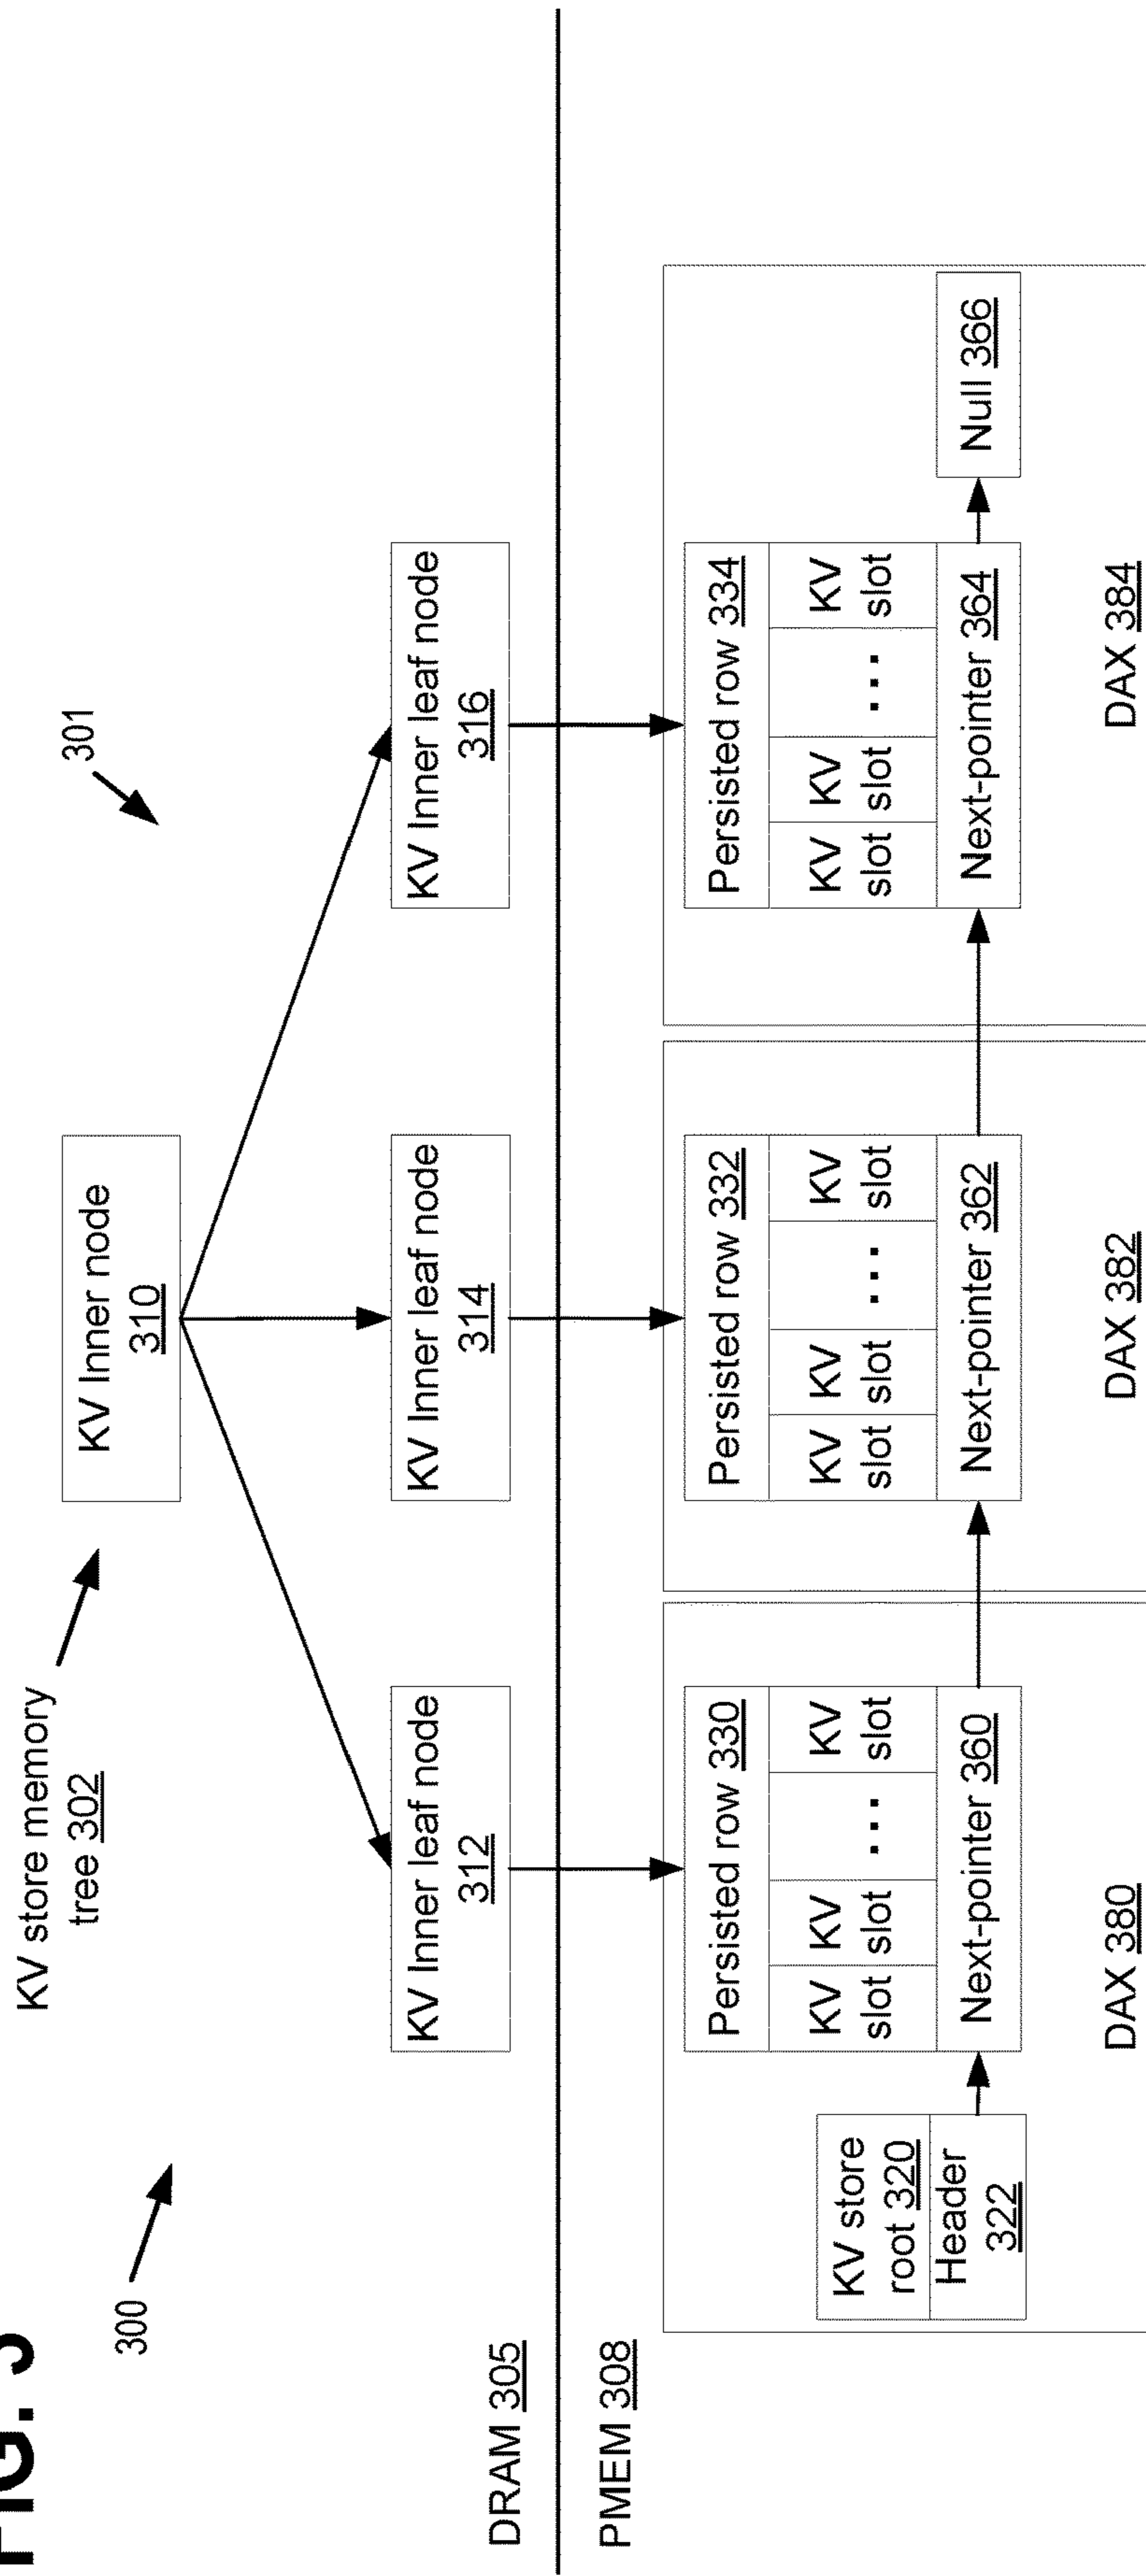 FIG. 3
300
KV store memory
tree 302
301
KV Inner node
310
KV Inner leaf node
312
KV Inner leaf node
314
KV Inner leaf node
316
DRAM 305
PMEM 308
KV store
root 320
Header
322
Persisted row 330
KV
slot
KV
slot
...
KV
slot
Next-pointer 360
Persisted row 332
KV
slot
KV
slot
...
KV
slot
Next-pointer 362
Persisted row 334
KV
slot
KV
slot
...
KV
slot
Next-pointer 364
Null 366
DAX 380
DAX 382
DAX 384